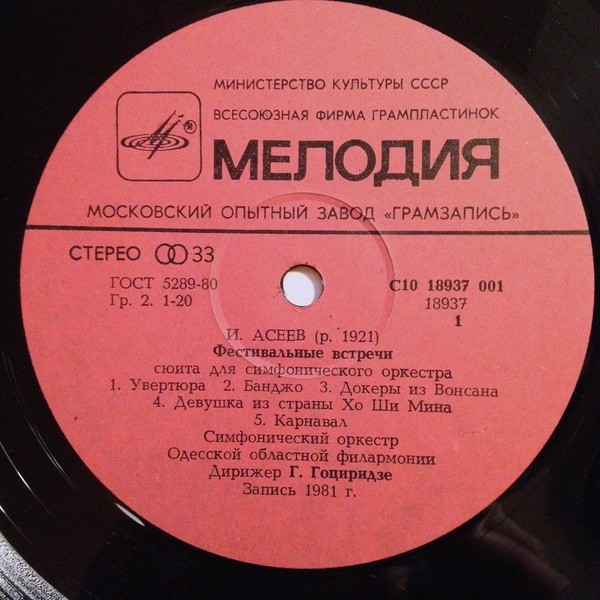 МИНИСТЕРСТВО КУЛЬТУРЫ СССР
ВСЕСОЮЗНАЯ ФИРМА ГРАМПЛАСТИНОК
®
МЕЛОДИЯ
МОСКОВСКИЙ ОПЫТНЫЙ ЗАВОД «ГРАМЗАПИСЬ»
СТЕРЕО 33
ГОСТ 5289-80
Гр. 2. 1-20
С10 18937 001
18937
1
И. АСЕЕВ (р. 1921)
Фестивальные встречи
сюита для симфонического оркестра
1. Увертюра 2. Банджо 3. Докеры из Вонсана
4. Девушка из страны Хо Ши Мина
5. Карнавал
Симфонический оркестр
Одесской областной филармонии
Дирижер Г. Гоциридзе
Запись 1981 г.